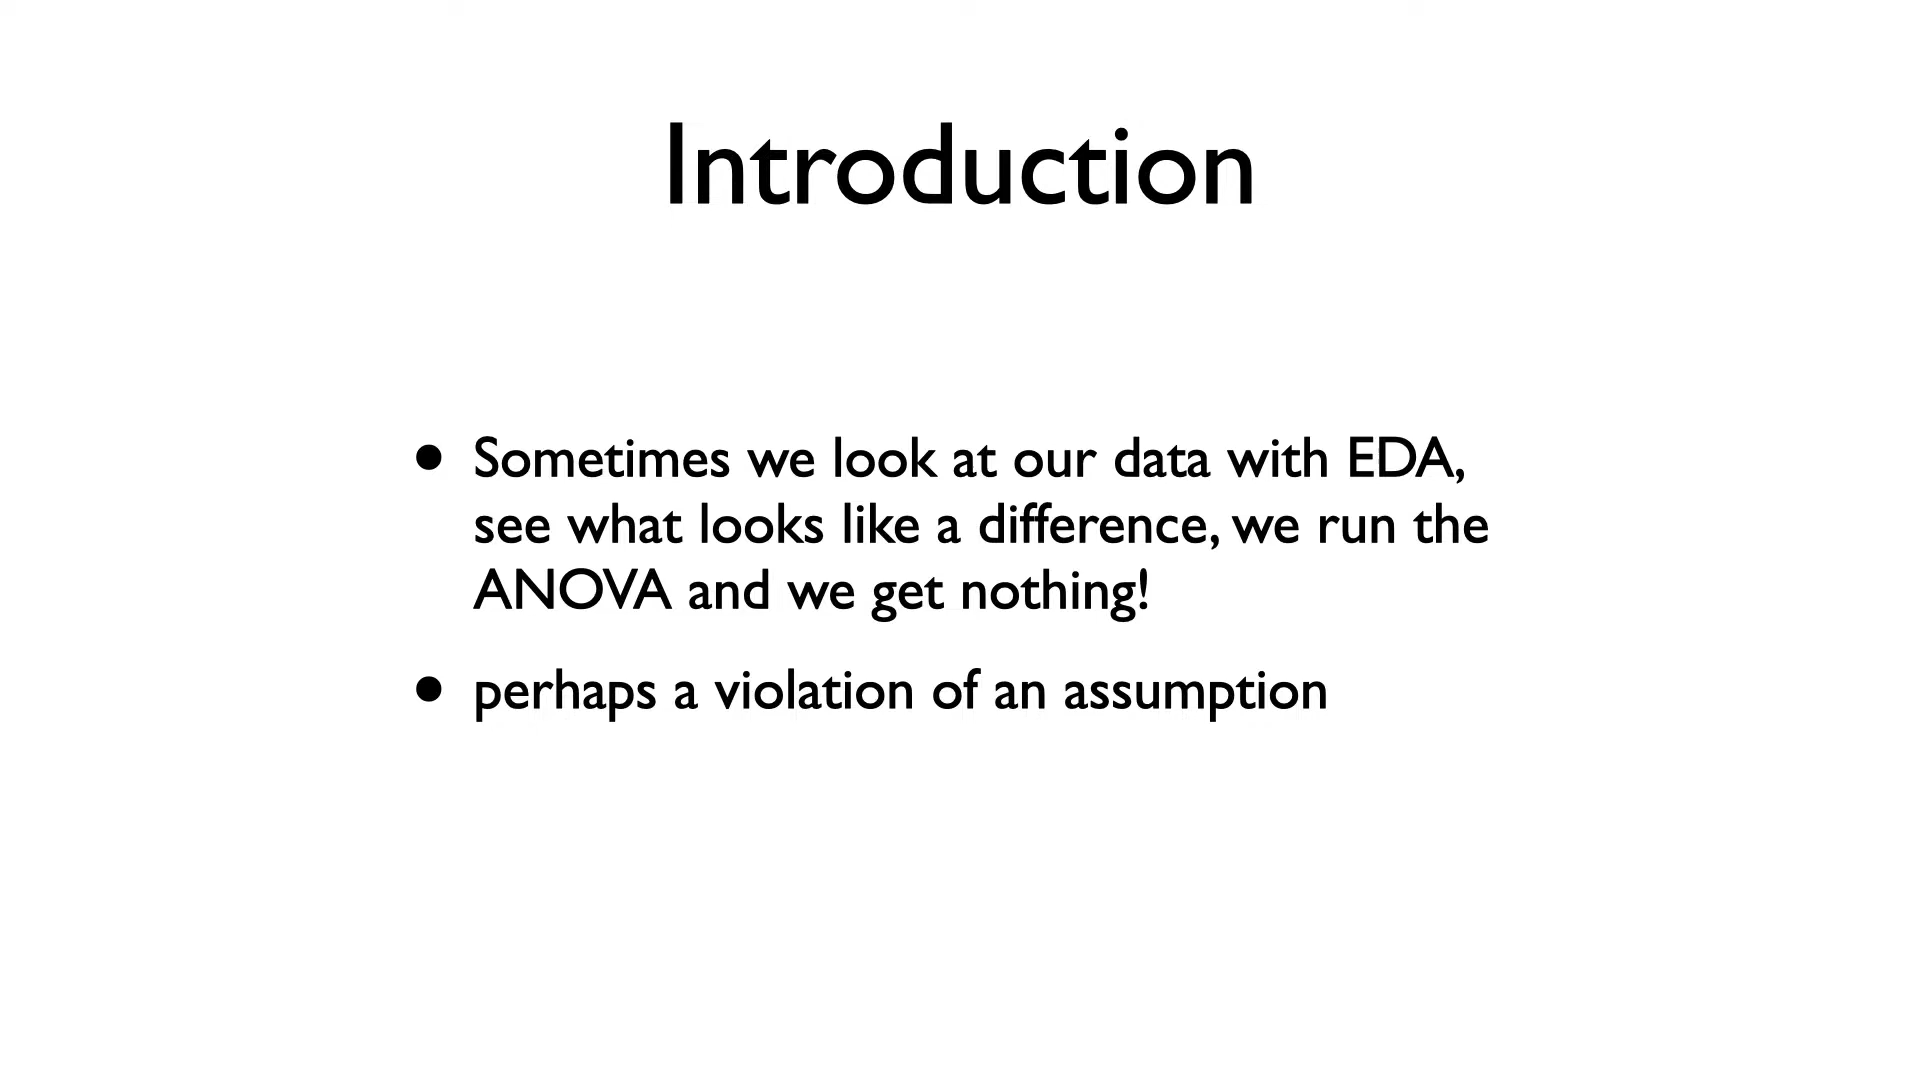 Introduction
• Sometimes we look at our data with EDA,
see what looks like a difference, we run the
ANOVA and we get nothing!
• perhaps a violation of an assumption